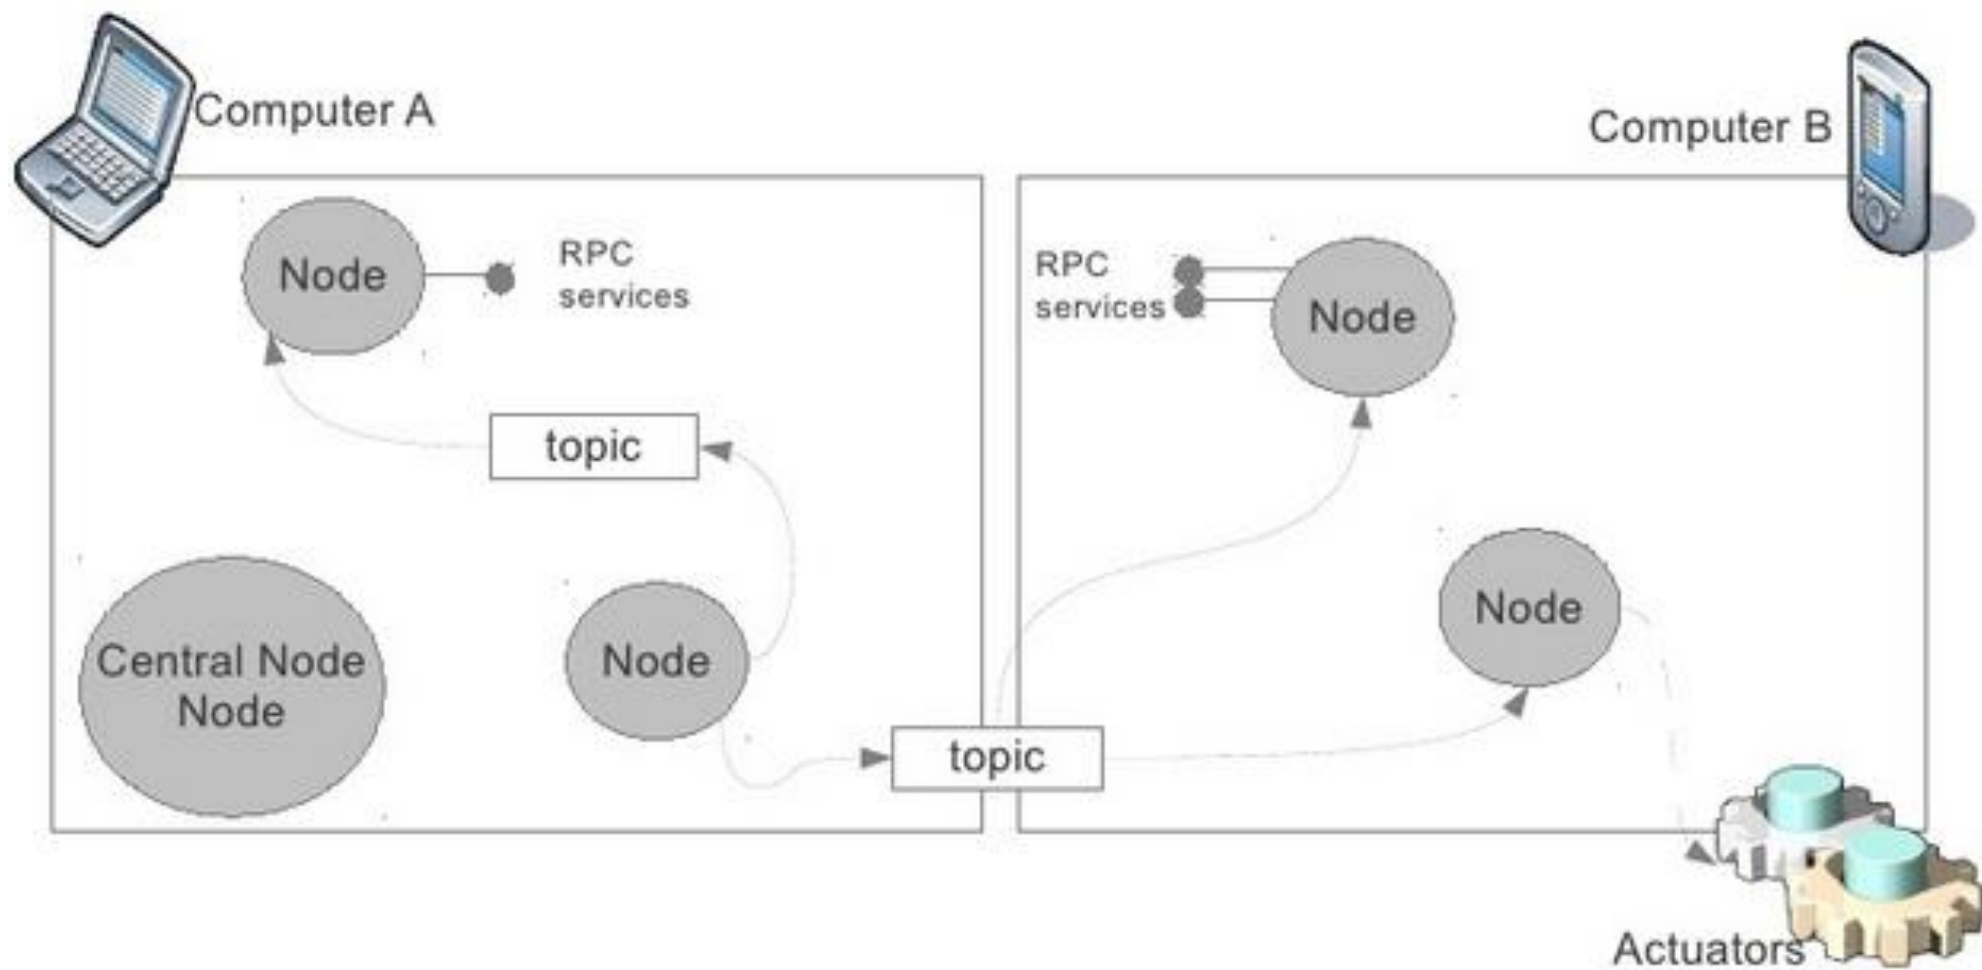 Computer A
Computer B
Node
RPC
services
RPC
services
Node
topic
Node
Central Node
Node
Node
topic
Actuators